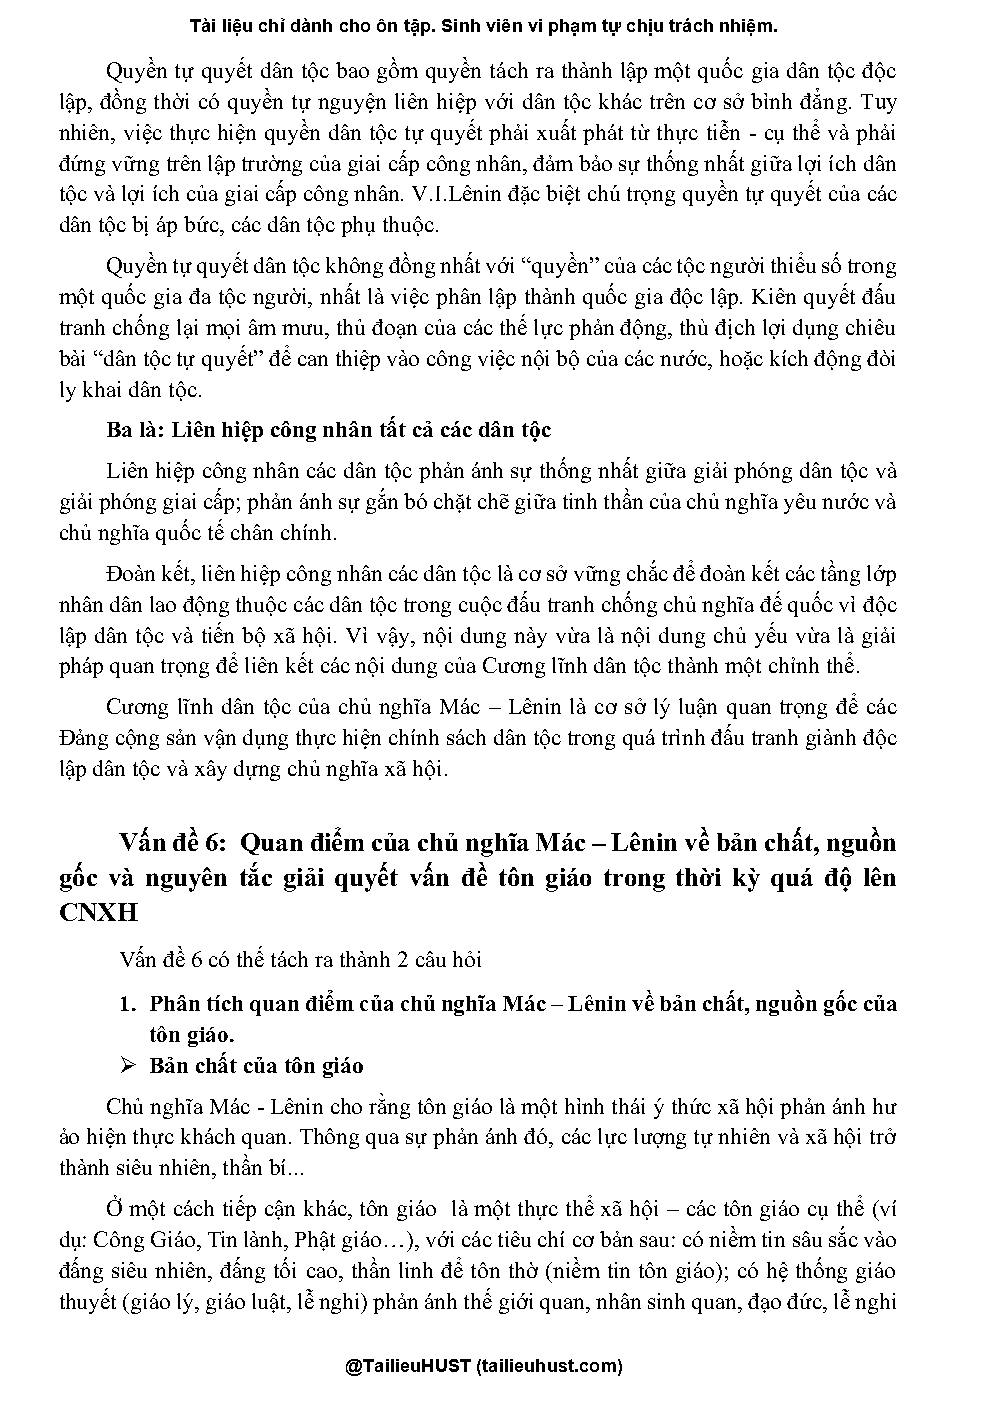 Tài liệu chỉ dành cho ôn tập. Sinh viên vi phạm tự chịu trách nhiệm.
Quyền tự quyết dân tộc bao gồm quyền tách ra thành lập một quốc gia dân tộc độc
lập, đồng thời có quyền tự nguyện liên hiệp với dân tộc khác trên cơ sở bình đẳng. Tuy
nhiên, việc thực hiện quyền dân tộc tự quyết phải xuất phát từ thực tiễn - cụ thể và phải
đứng vững trên lập trường của giai cấp công nhân, đảm bảo sự thống nhất giữa lợi ích dân
tộc và lợi ích của giai cấp công nhân. V.I.Lênin đặc biệt chú trọng quyền tự quyết của các
dân tộc bị áp bức, các dân tộc phụ thuộc.
Quyền tự quyết dân tộc không đồng nhất với “quyền” của các tộc người thiểu số trong
một quốc gia đa tộc người, nhất là việc phân lập thành quốc gia độc lập. Kiên quyết đấu
tranh chống lại mọi âm mưu, thủ đoạn của các thế lực phản động, thù địch lợi dụng chiêu
bài “dân tộc tự quyết” để can thiệp vào công việc nội bộ của các nước, hoặc kích động đòi
ly khai dân tộc.
Ba là: Liên hiệp công nhân tất cả các dân tộc
Liên hiệp công nhân các dân tộc phản ánh sự thống nhất giữa giải phóng dân tộc và
giải phóng giai cấp; phản ánh sự gắn bó chặt chẽ giữa tinh thần của chủ nghĩa yêu nước và
chủ nghĩa quốc tế chân chính.
Đoàn kết, liên hiệp công nhân các dân tộc là cơ sở vững chắc để đoàn kết các tầng lớp
nhân dân lao động thuộc các dân tộc trong cuộc đấu tranh chống chủ nghĩa đế quốc vì độc
lập dân tộc và tiến bộ xã hội. Vì vậy, nội dung này vừa là nội dung chủ yếu vừa là giải
pháp quan trọng để liên kết các nội dung của Cương lĩnh dân tộc thành một chỉnh thể.
Cương lĩnh dân tộc của chủ nghĩa Mác – Lênin là cơ sở lý luận quan trọng để các
Đảng cộng sản vận dụng thực hiện chính sách dân tộc trong quá trình đấu tranh giành độc
lập dân tộc và xây dựng chủ nghĩa xã hội.
Vấn đề 6: Quan điểm của chủ nghĩa Mác – Lênin về bản chất, nguồn
gốc và nguyên tắc giải quyết vấn đề tôn giáo trong thời kỳ quá độ lên
CNXH
Vấn đề 6 có thể tách ra thành 2 câu hỏi
1. Phân tích quan điểm của chủ nghĩa Mác – Lênin về bản chất, nguồn gốc của
tôn giáo.
➢ Bản chất của tôn giáo
Chủ nghĩa Mác - Lênin cho rằng tôn giáo là một hình thái ý thức xã hội phản ánh hư
ảo hiện thực khách quan. Thông qua sự phản ánh đó, các lực lượng tự nhiên và xã hội trở
thành siêu nhiên, thần bí...
Ở một cách tiếp cận khác, tôn giáo là một thực thể xã hội – các tôn giáo cụ thể (ví
dụ: Công Giáo, Tin lành, Phật giáo…), với các tiêu chí cơ bản sau: có niềm tin sâu sắc vào
đấng siêu nhiên, đấng tối cao, thần linh để tôn thờ (niềm tin tôn giáo); có hệ thống giáo
thuyết (giáo lý, giáo luật, lễ nghi) phản ánh thế giới quan, nhân sinh quan, đạo đức, lễ nghi
@TailieuHUST (tailieuhust.com)